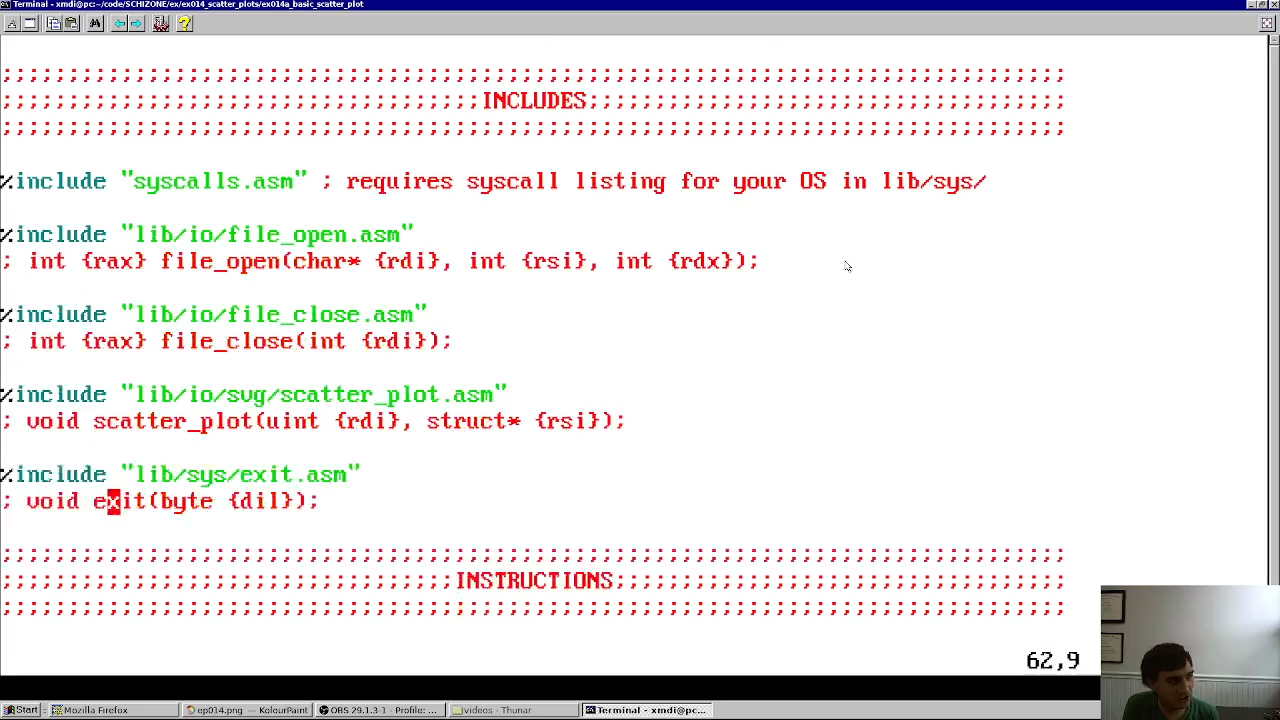 Terminal - xmdi@pc:~/code/SCHIZONE/ex/ex014_scatter_plots/ex014a_basic_scatter_plot
;;;;;;;;;;;;;;;;;;;;;;;;;;;;;;;;;;;;;;;;;;;;;;;;;;;;;;;;;;;;;;;;;;;;;;;;;;;;;;;;
;;;;;;;;;;;;;;;;;;;;;;;;;;;;;;;;;;;;INCLUDES;;;;;;;;;;;;;;;;;;;;;;;;;;;;;;;;;;;;
;;;;;;;;;;;;;;;;;;;;;;;;;;;;;;;;;;;;;;;;;;;;;;;;;;;;;;;;;;;;;;;;;;;;;;;;;;;;;;;;
%include "syscalls.asm" ; requires syscall listing for your OS in lib/sys/
%include "lib/io/file_open.asm"
; int {rax} file_open(char* {rdi}, int {rsi}, int {rdx});
%include "lib/io/file_close.asm"
; int {rax} file_close(int {rdi});
%include "lib/io/svg/scatter_plot.asm"
; void scatter_plot(uint {rdi}, struct* {rsi});
%include "lib/sys/exit.asm"
; void exit(byte {dil});
;;;;;;;;;;;;;;;;;;;;;;;;;;;;;;;;;;;;;;;;;;;;;;;;;;;;;;;;;;;;;;;;;;;;;;;;;;;;;;;;
;;;;;;;;;;;;;;;;;;;;;;;;;;;;;;;;;;INSTRUCTIONS;;;;;;;;;;;;;;;;;;;;;;;;;;;;;;;;;;
;;;;;;;;;;;;;;;;;;;;;;;;;;;;;;;;;;;;;;;;;;;;;;;;;;;;;;;;;;;;;;;;;;;;;;;;;;;;;;;;
62,9
Start Mozilla Firefox ep014.png — KolourPaint OBS 29.1.3-1 - Profile: ... videos - Thunar Terminal - xmdi@pc...